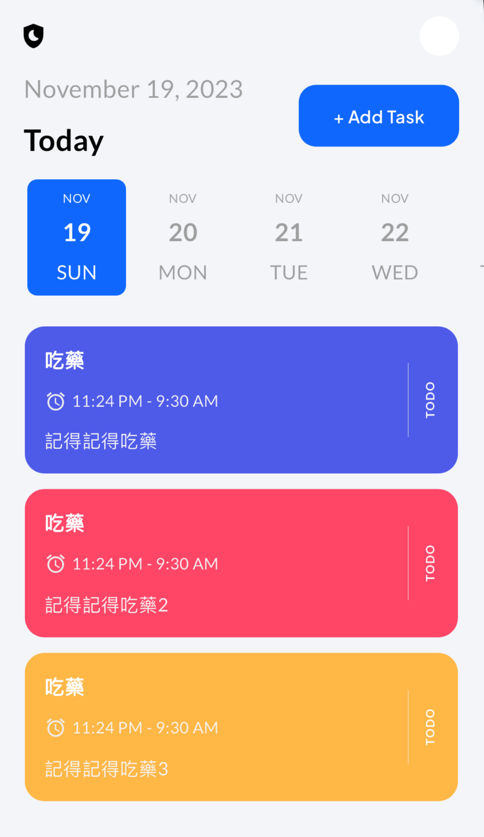 November 19, 2023
+ Add Task
Today
NOV
19
SUN
NOV
20
MON
NOV
21
TUE
NOV
22
WED
吃藥
11:24 PM - 9:30 AM
記得記得吃藥
TODO
吃藥
11:24 PM - 9:30 AM
記得記得吃藥2
TODO
吃藥
11:24 PM - 9:30 AM
記得記得吃藥3
TODO